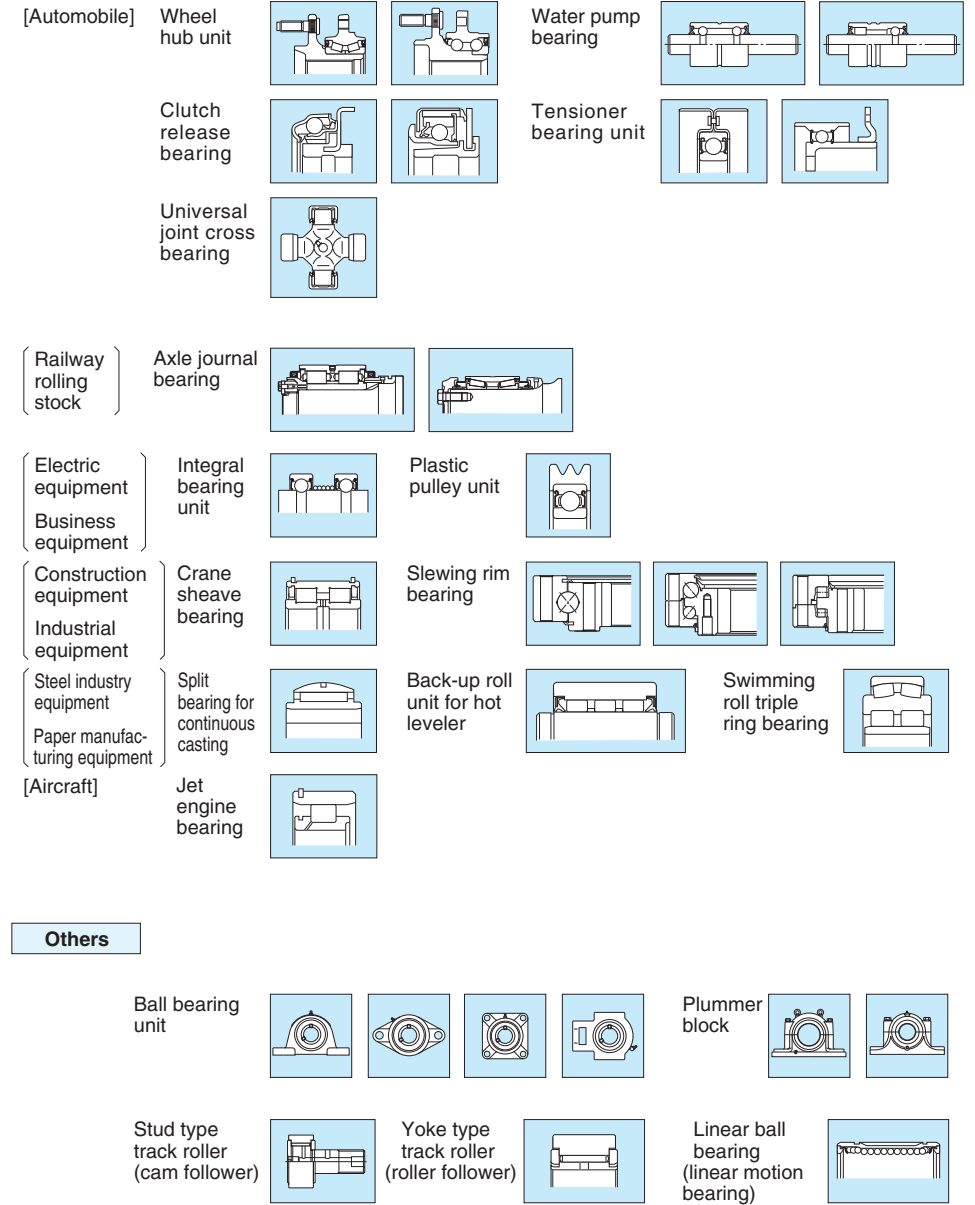 [Automobile]
Wheel
hub unit
Water pump
bearing
Clutch
release
bearing
Tensioner
bearing unit
Universal
joint cross
bearing
Railway
rolling
stock
Axle journal
bearing
Electric
equipment
Business
equipment
Integral
bearing
unit
Plastic
pulley unit
Construction
equipment
Industrial
equipment
Crane
sheave
bearing
Slewing rim
bearing
Steel industry
equipment
Paper manufac-
turing equipment
Split
bearing for
continuous
casting
Back-up roll
unit for hot
leveler
Swimming
roll triple
ring bearing
[Aircraft]
Jet
engine
bearing
Others
Ball bearing
unit
Plummer
block
Stud type
track roller
(cam follower)
Yoke type
track roller
(roller follower)
Linear ball
bearing
(linear motion
bearing)